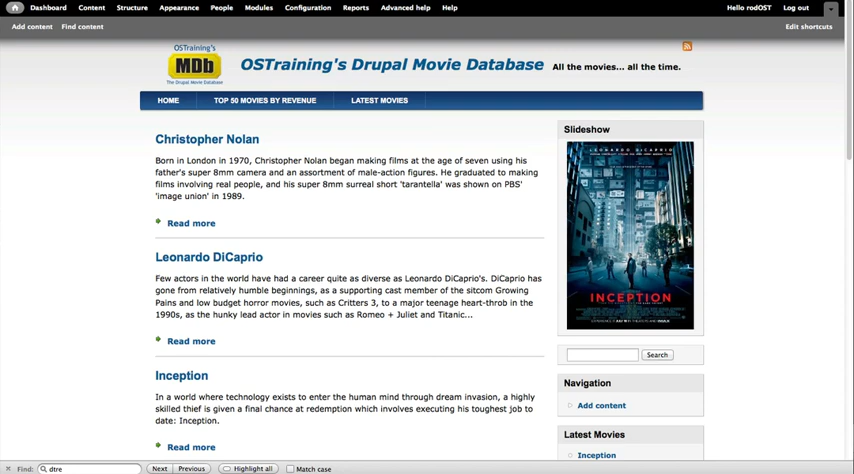 Dashboard Content Structure Appearance People Modules Configuration Reports Advanced help Help Hello rodOST Log out
Add content Find content Edit shortcuts
OSTraining's
MDb
The Drupal Movie Database
OSTraining's Drupal Movie Database All the movies... all the time.
HOME TOP 50 MOVIES BY REVENUE LATEST MOVIES
Christopher Nolan
Born in London in 1970, Christopher Nolan began making films at the age of seven using his
father's super 8mm camera and an assortment of male-action figures. He graduated to making
films involving real people, and his super 8mm surreal short 'tarantella' was shown on PBS'
'image union' in 1989.
Read more
Leonardo DiCaprio
Few actors in the world have had a career quite as diverse as Leonardo DiCaprio's. DiCaprio has
gone from relatively humble beginnings, as a supporting cast member of the sitcom Growing
Pains and low budget horror movies, such as Critters 3, to a major teenage heart-throb in the
1990s, as the hunky lead actor in movies such as Romeo + Juliet and Titanic...
Read more
Inception
In a world where technology exists to enter the human mind through dream invasion, a highly
skilled thief is given a final chance at redemption which involves executing his toughest job to
date: Inception.
Read more
Slideshow
LEONARDO DICAPRIO
INCEPTION
Search
Navigation
Add content
Latest Movies
Inception
Find: dtre Next Previous Highlight all Match case